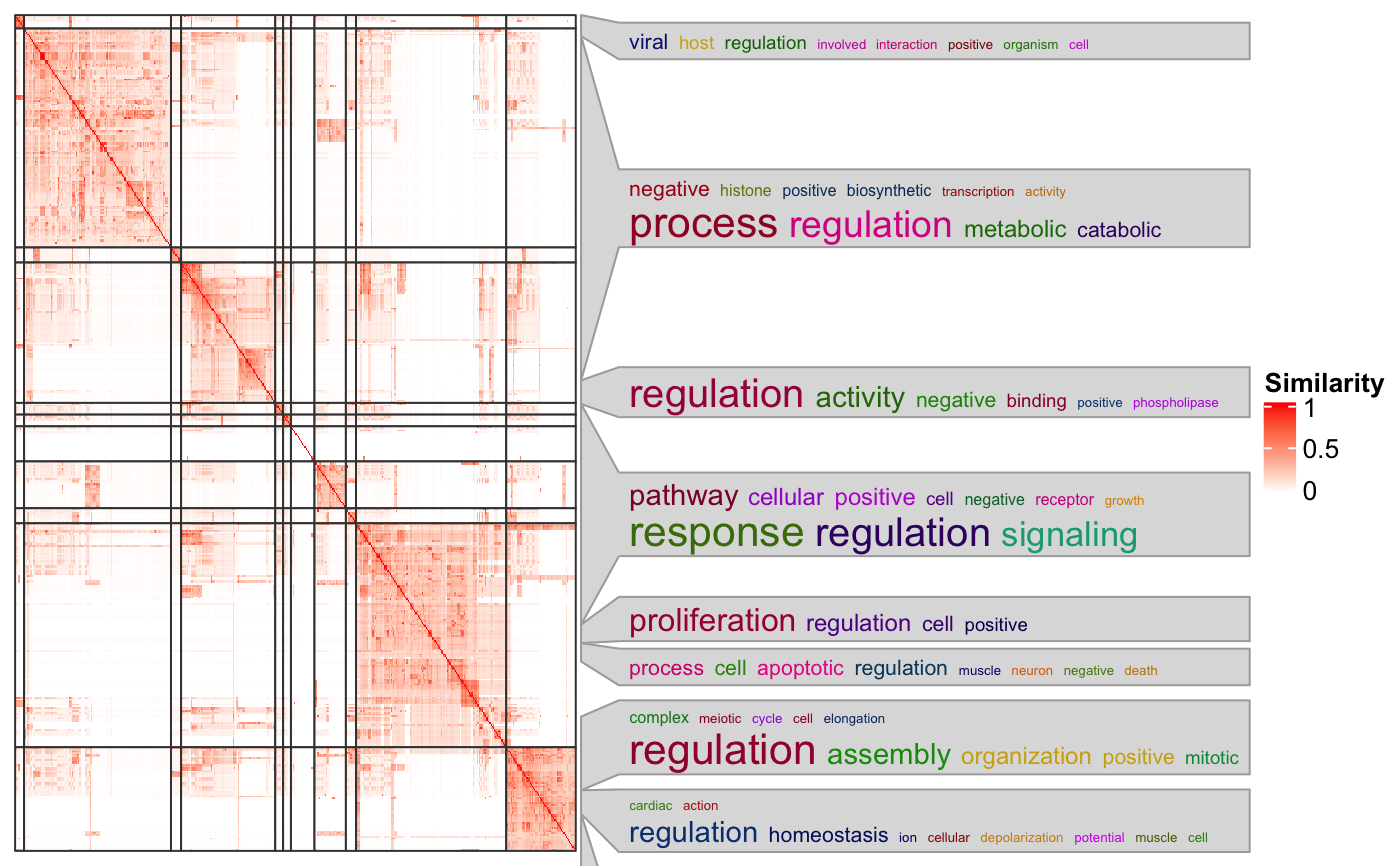 viral host regulation involved interaction positive organism cell
negative histone positive biosynthetic transcription activity
process regulation metabolic catabolic
regulation activity negative binding positive phospholipase
pathway cellular positive cell negative receptor growth
response regulation signaling
proliferation regulation cell positive
process cell apoptotic regulation muscle neuron negative death
complex meiotic cycle cell elongation
regulation assembly organization positive mitotic
cardiac action
regulation homeostasis ion cellular depolarization potential muscle cell
Similarity
1
0.5
0